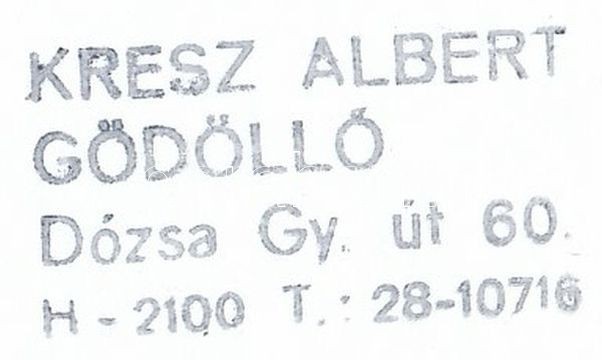 KRESZ ALBERT
GÖDÖLLŐ
Dózsa Gy. út 60.
H - 2100 T.: 28-10716